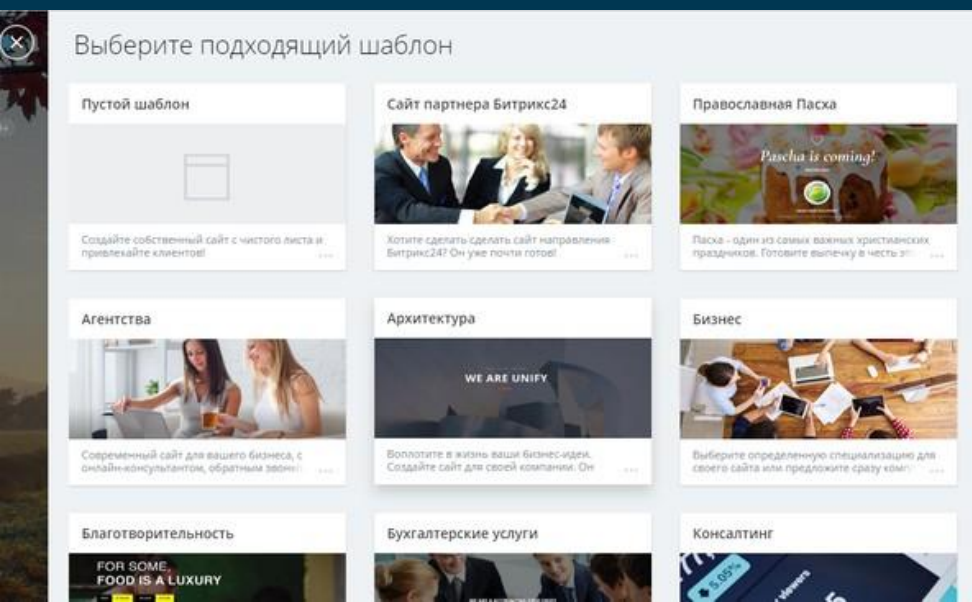 Выберите подходящий шаблон
Пустой шаблон
Создайте собственный сайт с чистого листа и
привлекайте клиентов!
Сайт партнера Битрикс24
Хотите сделать сделать сайт направления
Битрикс24? Он уже почти готов!
Православная Пасха
Pascha is coming!
Пасха - один из самых важных христианских
праздников. Готовите выпечку в честь
Агентства
Современный сайт для вашего бизнеса, с
онлайн-консультантом, обратным
Архитектура
WE ARE UNIFY
Воплотите в жизнь ваши бизнес-идеи.
Создайте сайт для своей компании. Он
Бизнес
Выберите определенную специализацию для
своего сайта или предложите сразу
Благотворительность
FOR SOME,
FOOD IS A LUXURY
Бухгалтерские услуги
Консалтинг
5.05%
viewers